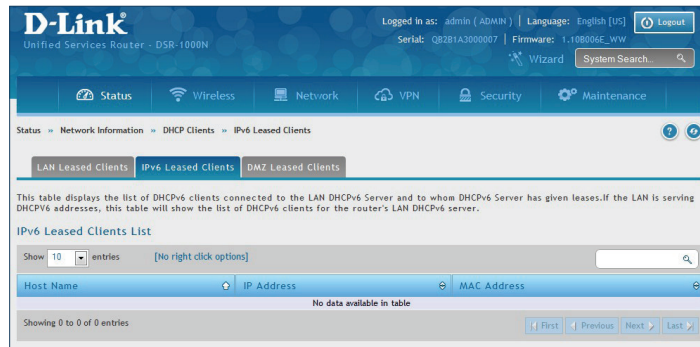 D-Link®
Unified Services Router - DSR-1000N
Logged in as: admin ( ADMIN ) | Language: English [US]
Logout
Serial: QB2B1A3000007 | Firmware: 1.10B006E_WW
Wizard
System Search...
Status
Wireless
Network
VPN
Security
Maintenance
Status » Network Information » DHCP Clients » IPv6 Leased Clients
LAN Leased Clients IPv6 Leased Clients DMZ Leased Clients
This table displays the list of DHCPv6 clients connected to the LAN DHCPv6 Server and to whom DHCPv6 Server has given leases.If the LAN is serving
DHCPV6 addresses, this table will show the list of DHCPv6 clients for the router's LAN DHCPv6 server.
IPv6 Leased Clients List
Show 10 entries [No right click options]
Host Name IP Address MAC Address
No data available in table
Showing 0 to 0 of 0 entries
First Previous Next Last